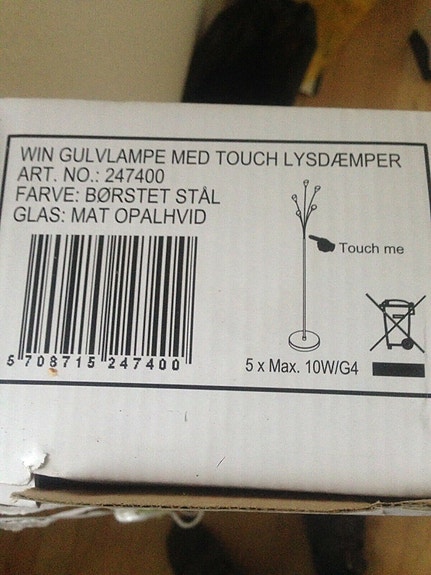 WIN GULVLAMPE MED TOUCH LYSDÆMPER
ART. NO.: 247400
FARVE: BØRSTET STÅL
GLAS: MAT OPALHVID
Touch me
5 x Max. 10W/G4
5 708715 247400